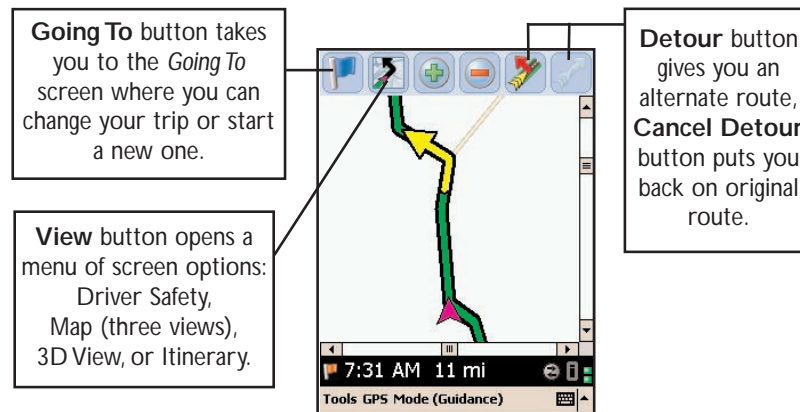 Going To button takes
you to the Going To
screen where you can
change your trip or start
a new one.
View button opens a
menu of screen options:
Driver Safety,
Map (three views),
3D View, or Itinerary.
7:31 AM 11 mi
Tools GPS Mode (Guidance)
Detour button
gives you an
alternate route,
Cancel Detour
button puts you
back on original
route.